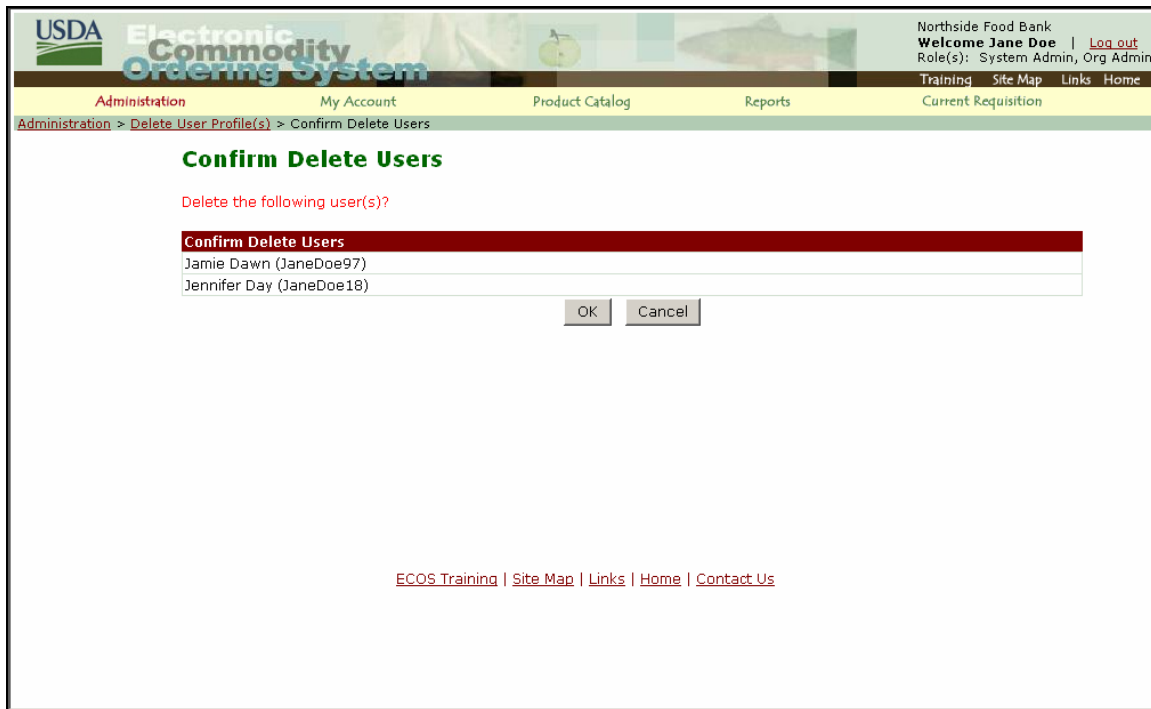 USDA
Electronic
Commodity
Ordering System
Northside Food Bank
Welcome Jane Doe | Log out
Role(s): System Admin, Org Admin
Training Site Map Links Home
Administration My Account Product Catalog Reports Current Requisition
Administration > Delete User Profile(s) > Confirm Delete Users
Confirm Delete Users
Delete the following user(s)?
Confirm Delete Users
Jamie Dawn (JaneDoe97)
Jennifer Day (JaneDoe18)
OK Cancel
ECOS Training | Site Map | Links | Home | Contact Us